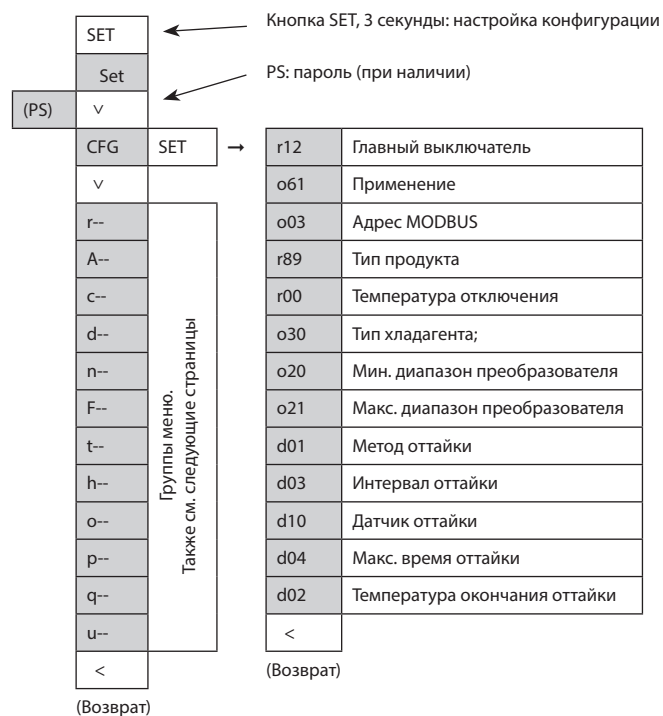 SET
Кнопка SET, 3 секунды: настройка конфигурации
Set
PS: пароль (при наличии)
(PS) ˅
CFG SET → r12 Главный выключатель
˅ o61 Применение
r-- o03 Адрес MODBUS
A-- r89 Тип продукта
c-- r00 Температура отключения
d-- o30 Тип хладагента;
n-- o20 Мин. диапазон преобразователя
F-- o21 Макс. диапазон преобразователя
t-- d01 Метод оттайки
h-- d03 Интервал оттайки
o-- d10 Датчик оттайки
p-- d04 Макс. время оттайки
q-- d02 Температура окончания оттайки
u-- <
Группы меню.
Также см. следующие страницы
< (Возврат)
(Возврат)